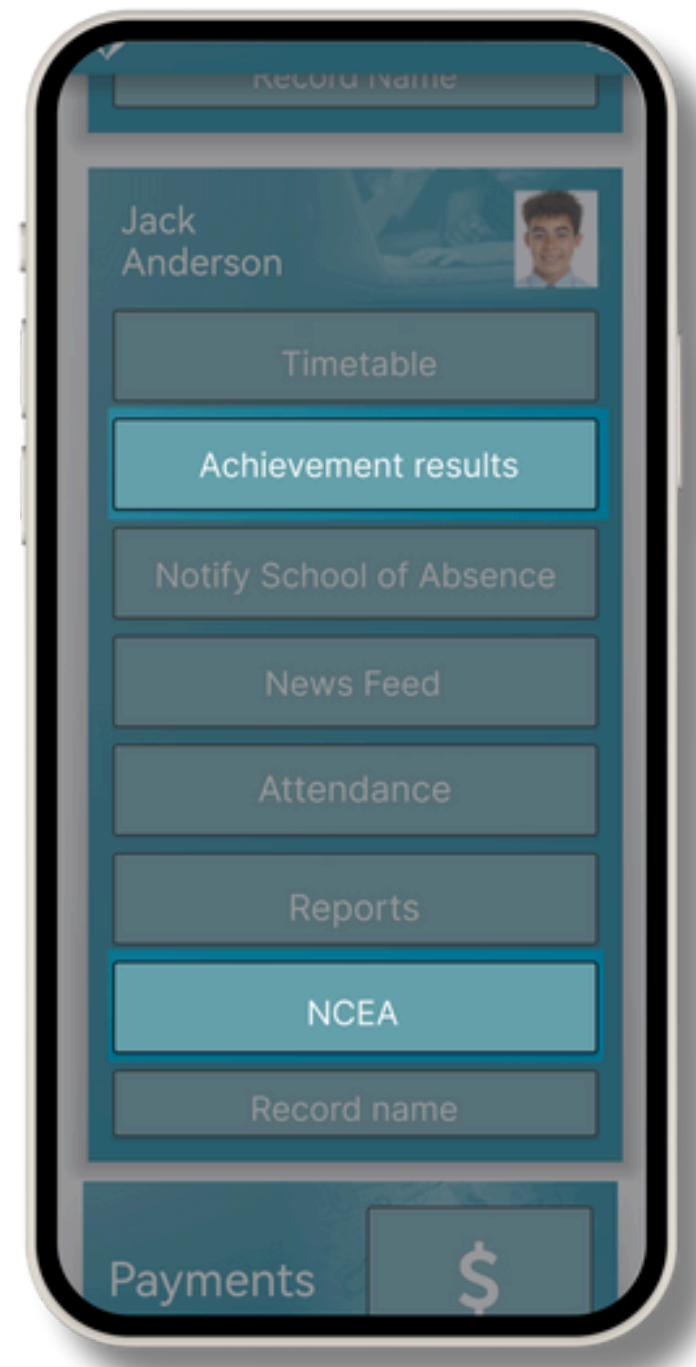 Record Name
Jack
Anderson
Timetable
Achievement results
Notify School of Absence
News Feed
Attendance
Reports
NCEA
Record name
Payments
$